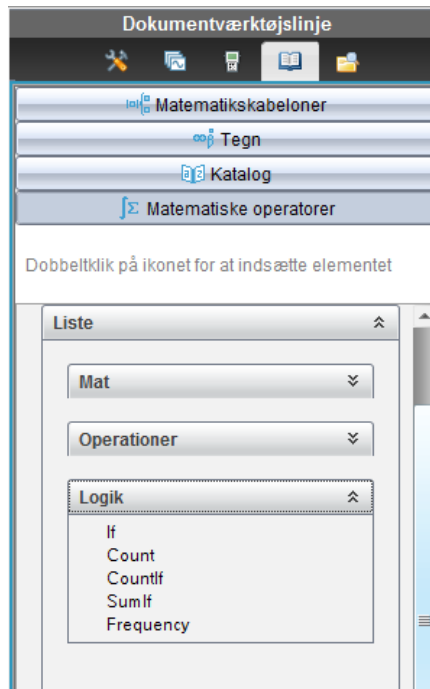 Dokumentværktøjslinje
Matematikskabeloner
Tegn
Katalog
Matematiske operatorer
Dobbeltklik på ikonet for at indsætte elementet
Liste
Mat
Operationer
Logik
If
Count
CountIf
SumIf
Frequency